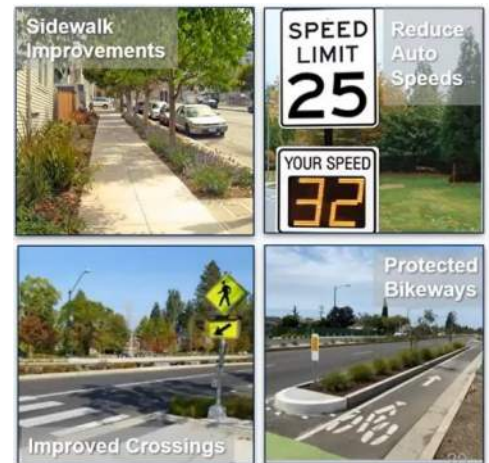 Sidewalk
Improvements
SPEED
LIMIT
25
YOUR SPEED
32
Reduce
Auto
Speeds
Improved Crossings
Protected
Bikeways